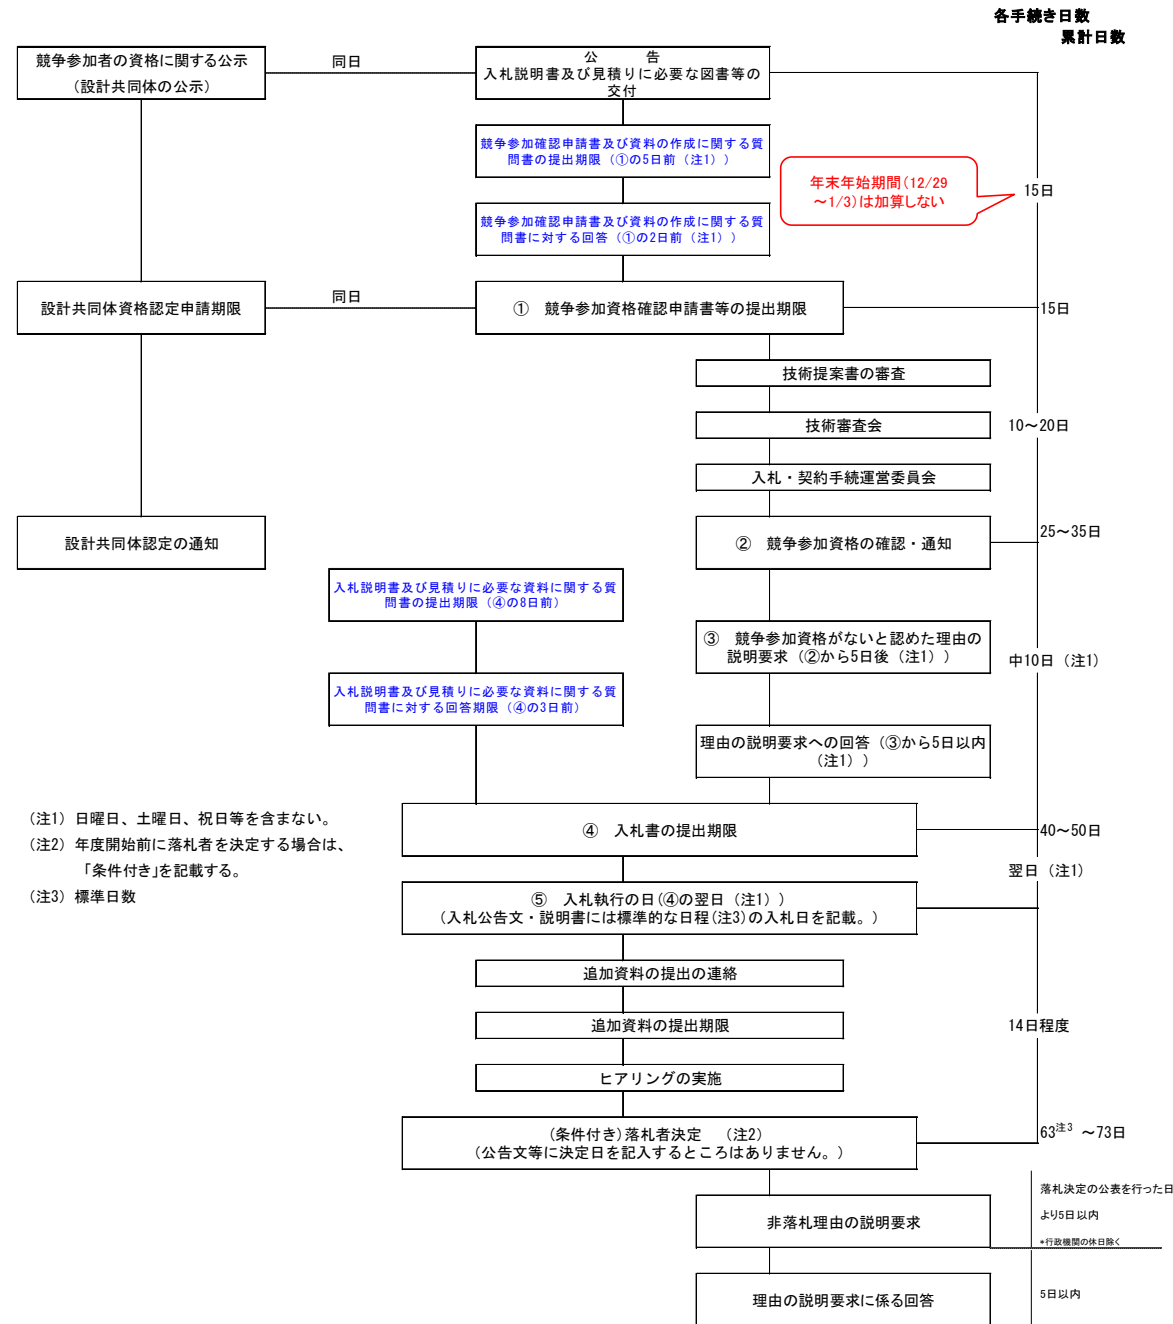 各手続き日数
累計日数
競争参加者の資格に関する公示
（設計共同体の公示）
同日
公　　　告
入札説明書及び見積りに必要な図書等の
交付
競争参加確認申請書及び資料の作成に関する質
問書の提出期限（①の5日前（注1））
年末年始期間（12/29
～1/3）は加算しない
15日
競争参加確認申請書及び資料の作成に関する質
問書に対する回答（①の2日前（注1））
設計共同体資格認定申請期限
同日
①　競争参加資格確認申請書等の提出期限
15日
技術提案書の審査
技術審査会
10～20日
入札・契約手続運営委員会
設計共同体認定の通知
②　競争参加資格の確認・通知
25～35日
入札説明書及び見積りに必要な資料に関する質
問書の提出期限（④の8日前）
③　競争参加資格がないと認めた理由の
説明要求（②から5日後（注1））
中10日（注1）
入札説明書及び見積りに必要な資料に関する質
問書に対する回答期限（④の3日前）
理由の説明要求への回答（③から5日以内
（注1））
（注1）日曜日、土曜日、祝日等を含まない。
（注2）年度開始前に落札者を決定する場合は、
「条件付き」を記載する。
（注3）標準日数
④　入札書の提出期限
40～50日
翌日（注1）
⑤　入札執行の日（④の翌日（注1））
（入札公告文・説明書には標準的な日程（注3）の入札日を記載。）
追加資料の提出の連絡
追加資料の提出期限
14日程度
ヒアリングの実施
（条件付き）落札者決定　（注2）
（公告文等に決定日を記入するところはありません。）
63注3 ～73日
非落札理由の説明要求
落札決定の公表を行った日
より5日以内
*行政機関の休日除く
理由の説明要求に係る回答
5日以内